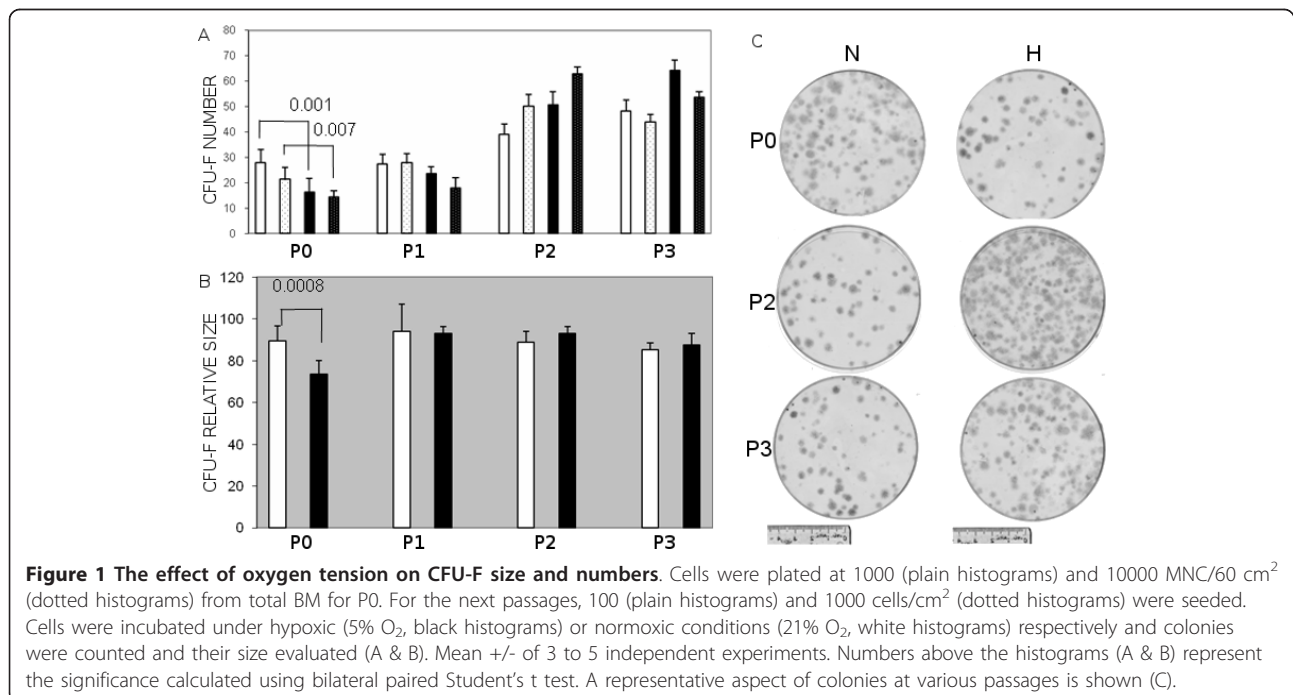 A
CFU-F NUMBER
80
70
60
50
40
30
20
10
0
0.001
0.007
P0 P1 P2 P3
B
CFU-F RELATIVE SIZE
120
100
80
60
40
20
0
0.0008
P0 P1 P2 P3
C
N H
P0
P2
P3
Figure 1 The effect of oxygen tension on CFU-F size and numbers. Cells were plated at 1000 (plain histograms) and 10000 MNC/60 cm²
(dotted histograms) from total BM for P0. For the next passages, 100 (plain histograms) and 1000 cells/cm² (dotted histograms) were seeded.
Cells were incubated under hypoxic (5% O₂, black histograms) or normoxic conditions (21% O₂, white histograms) respectively and colonies
were counted and their size evaluated (A & B). Mean +/- of 3 to 5 independent experiments. Numbers above the histograms (A & B) represent
the significance calculated using bilateral paired Student's t test. A representative aspect of colonies at various passages is shown (C).